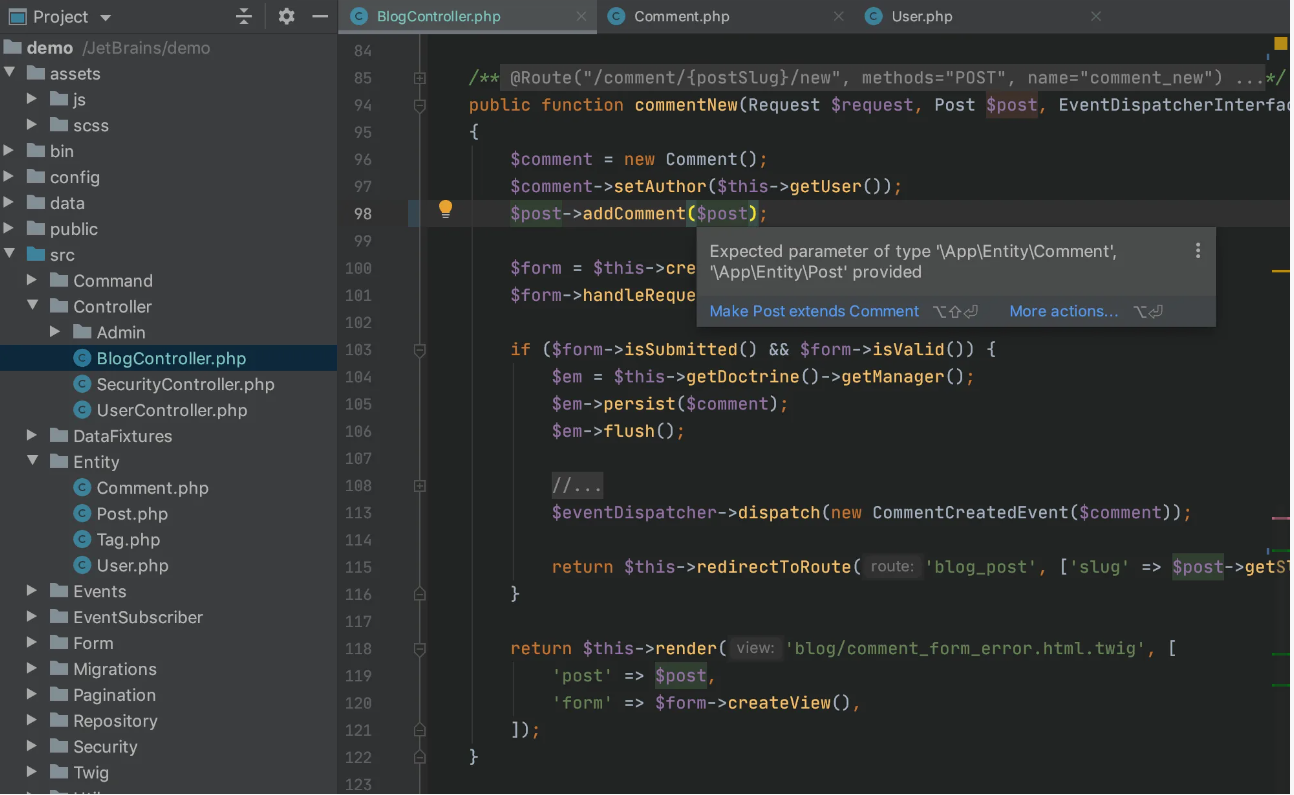 Project
demo /JetBrains/demo
assets
js
scss
bin
config
data
public
src
Command
Controller
Admin
BlogController.php
SecurityController.php
UserController.php
DataFixtures
Entity
Comment.php
Post.php
Tag.php
User.php
Events
EventSubscriber
Form
Migrations
Pagination
Repository
Security
Twig
BlogController.php
Comment.php
User.php
84
85 /** @Route("/comment/{postSlug}/new", methods="POST", name="comment_new") ...*/
94 public function commentNew(Request $request, Post $post, EventDispatcherInterfac
95 {
96 $comment = new Comment();
97 $comment->setAuthor($this->getUser());
98 $post->addComment($post);
99
100 $form = $this->cre
101 $form->handleReque
102
Expected parameter of type '\App\Entity\Comment',
'\App\Entity\Post' provided
Make Post extends Comment ⌥⇧⏎ More actions... ⌥⏎
103 if ($form->isSubmitted() && $form->isValid()) {
104 $em = $this->getDoctrine()->getManager();
105 $em->persist($comment);
106 $em->flush();
107
108 //...
113 $eventDispatcher->dispatch(new CommentCreatedEvent($comment));
114
115 return $this->redirectToRoute( route: 'blog_post', ['slug' => $post->getSl
116 }
117
118 return $this->render( view: 'blog/comment_form_error.html.twig', [
119 'post' => $post,
120 'form' => $form->createView(),
121 ]);
122 }
123